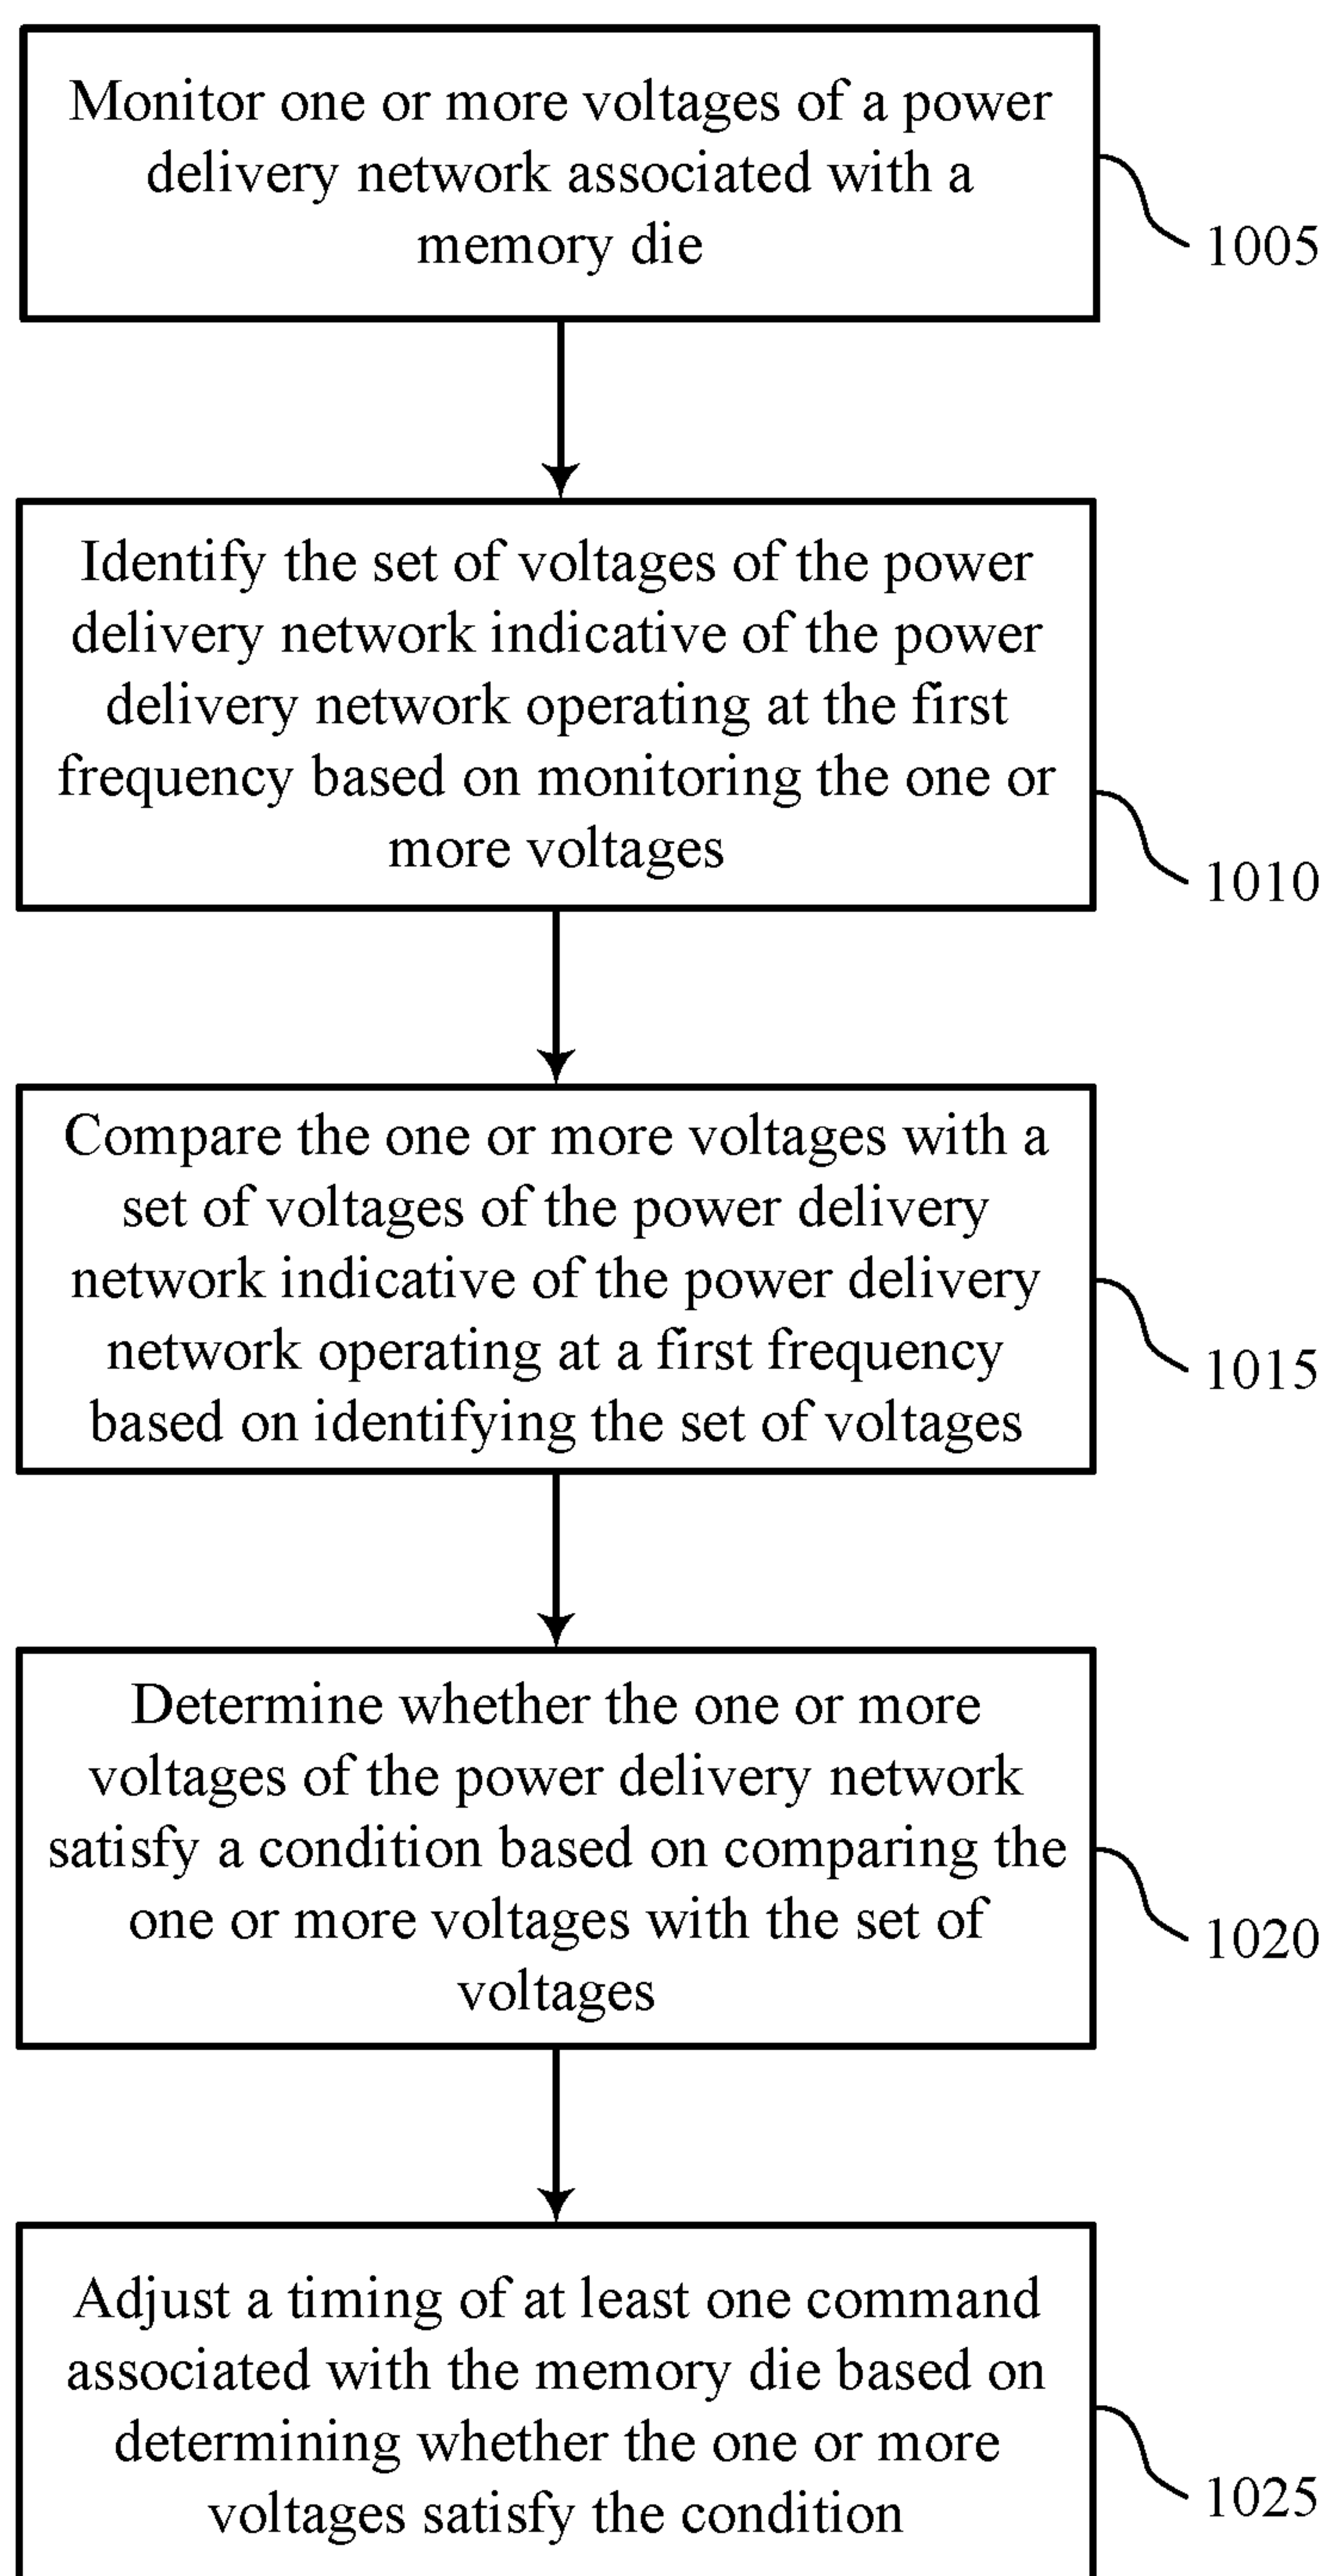 Monitor one or more voltages of a power
delivery network associated with a
memory die
1005
Identify the set of voltages of the power
delivery network indicative of the power
delivery network operating at the first
frequency based on monitoring the one or
more voltages
1010
Compare the one or more voltages with a
set of voltages of the power delivery
network indicative of the power delivery
network operating at a first frequency
based on identifying the set of voltages
1015
Determine whether the one or more
voltages of the power delivery network
satisfy a condition based on comparing the
one or more voltages with the set of
voltages
1020
Adjust a timing of at least one command
associated with the memory die based on
determining whether the one or more
voltages satisfy the condition
1025